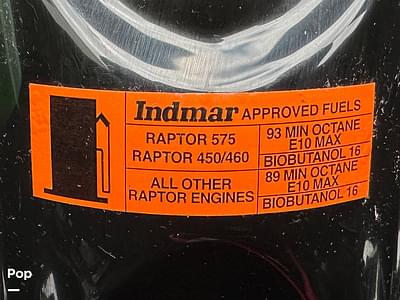 Indmar APPROVED FUELS
RAPTOR 575
RAPTOR 450/460
93 MIN OCTANE
E10 MAX
BIOBUTANOL 16
ALL OTHER
RAPTOR ENGINES
89 MIN OCTANE
E10 MAX
BIOBUTANOL 16
Pop